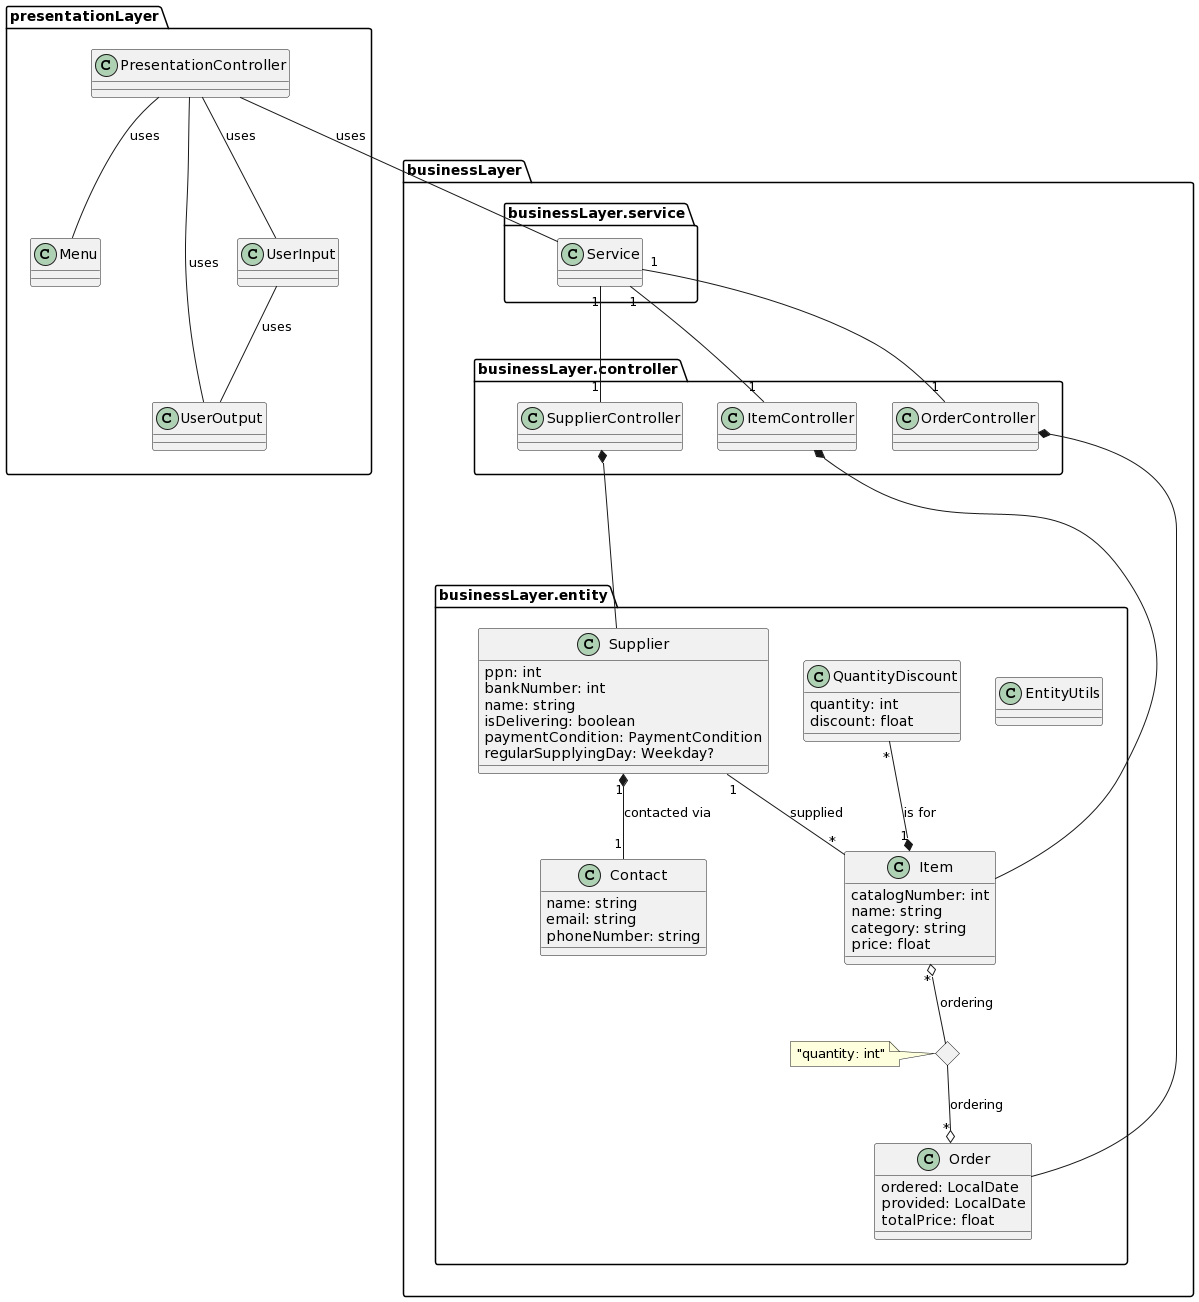 presentationLayer
C PresentationController
uses
uses
uses
businessLayer
businessLayer.service
C Menu
uses
C UserInput
C Service
1
uses
1
1
businessLayer.controller
1
1
1
C UserOutput
C SupplierController
C ItemController
C OrderController
businessLayer.entity
C Supplier
ppn: int
bankNumber: int
name: string
isDelivering: boolean
paymentCondition: PaymentCondition
regularSupplyingDay: Weekday?
C QuantityDiscount
quantity: int
discount: float
C EntityUtils
*
1
1
contacted via
supplied
is for
1
*
1
C Contact
name: string
email: string
phoneNumber: string
C Item
catalogNumber: int
name: string
category: string
price: float
*
ordering
"quantity: int"
ordering
*
C Order
ordered: LocalDate
provided: LocalDate
totalPrice: float